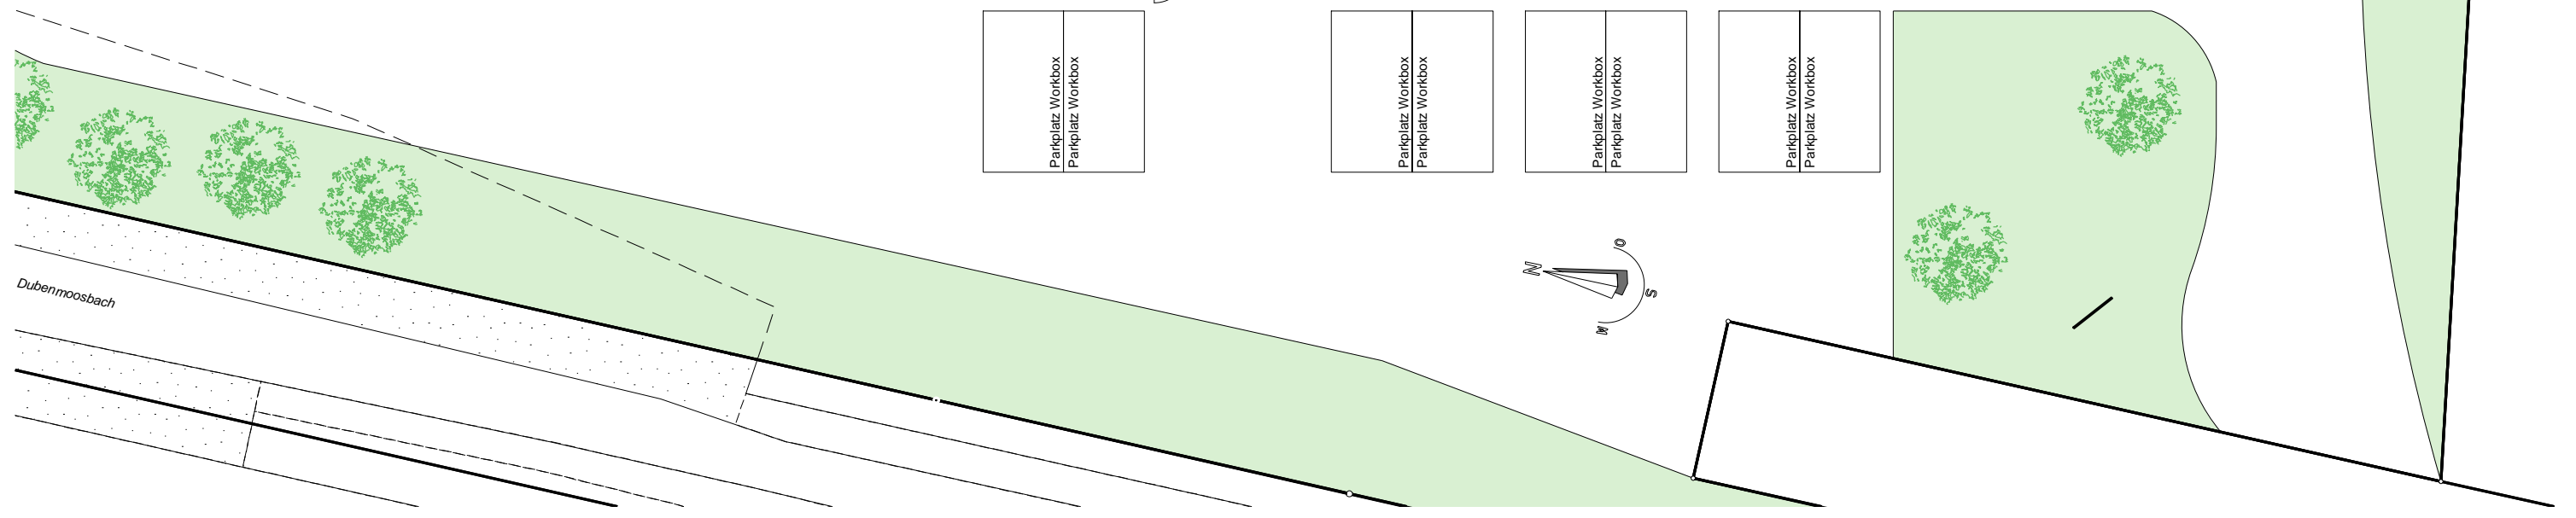 Parkplatz Workbox
Parkplatz Workbox
Parkplatz Workbox
Parkplatz Workbox
Parkplatz Workbox
Parkplatz Workbox
Parkplatz Workbox
Parkplatz Workbox
O
N
S
W
Dubenmoosbach